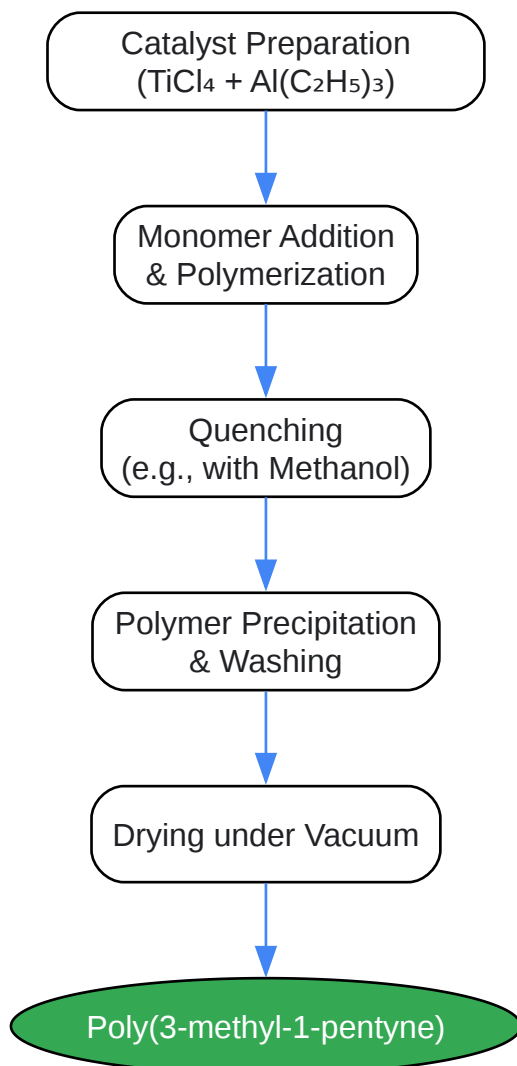 Catalyst Preparation
(TiCl₄ + Al(C₂H₅)₃)
Monomer Addition
& Polymerization
Quenching
(e.g., with Methanol)
Polymer Precipitation
& Washing
Drying under Vacuum
Poly(3-methyl-1-pentyne)